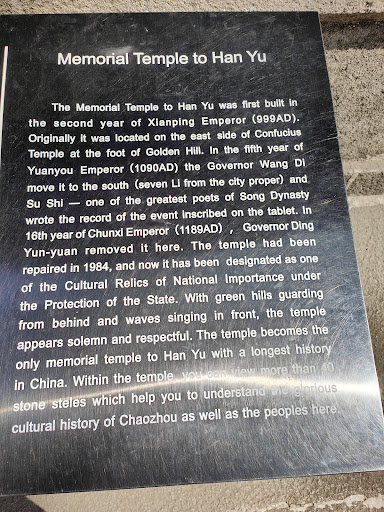 Memorial Temple to Han Yu
The Memorial Temple to Han Yu was first built in
the second year of Xianping Emperor (999AD).
Originally it was located on the east side of Confucius
Temple at the foot of Golden Hill. In the fifth year of
Yuanyou Emperor (1090AD) the Governor Wang Di
move it to the south (seven Li from the city proper) and
Su Shi — one of the greatest poets of Song Dynasty
wrote the record of the event inscribed on the tablet. In
16th year of Chunxi Emperor (1189AD) , Governor Ding
Yun-yuan removed it here. The temple had been
repaired in 1984, and now it has been designated as one
of the Cultural Relics of National Importance under
the Protection of the State. With green hills guarding
from behind and waves singing in front, the temple
appears solemn and respectful. The temple becomes the
only memorial temple to Han Yu with a longest history
in China. Within the temple, you can view more than 40
stone steles which help you to understand the glorious
cultural history of Chaozhou as well as the peoples here.